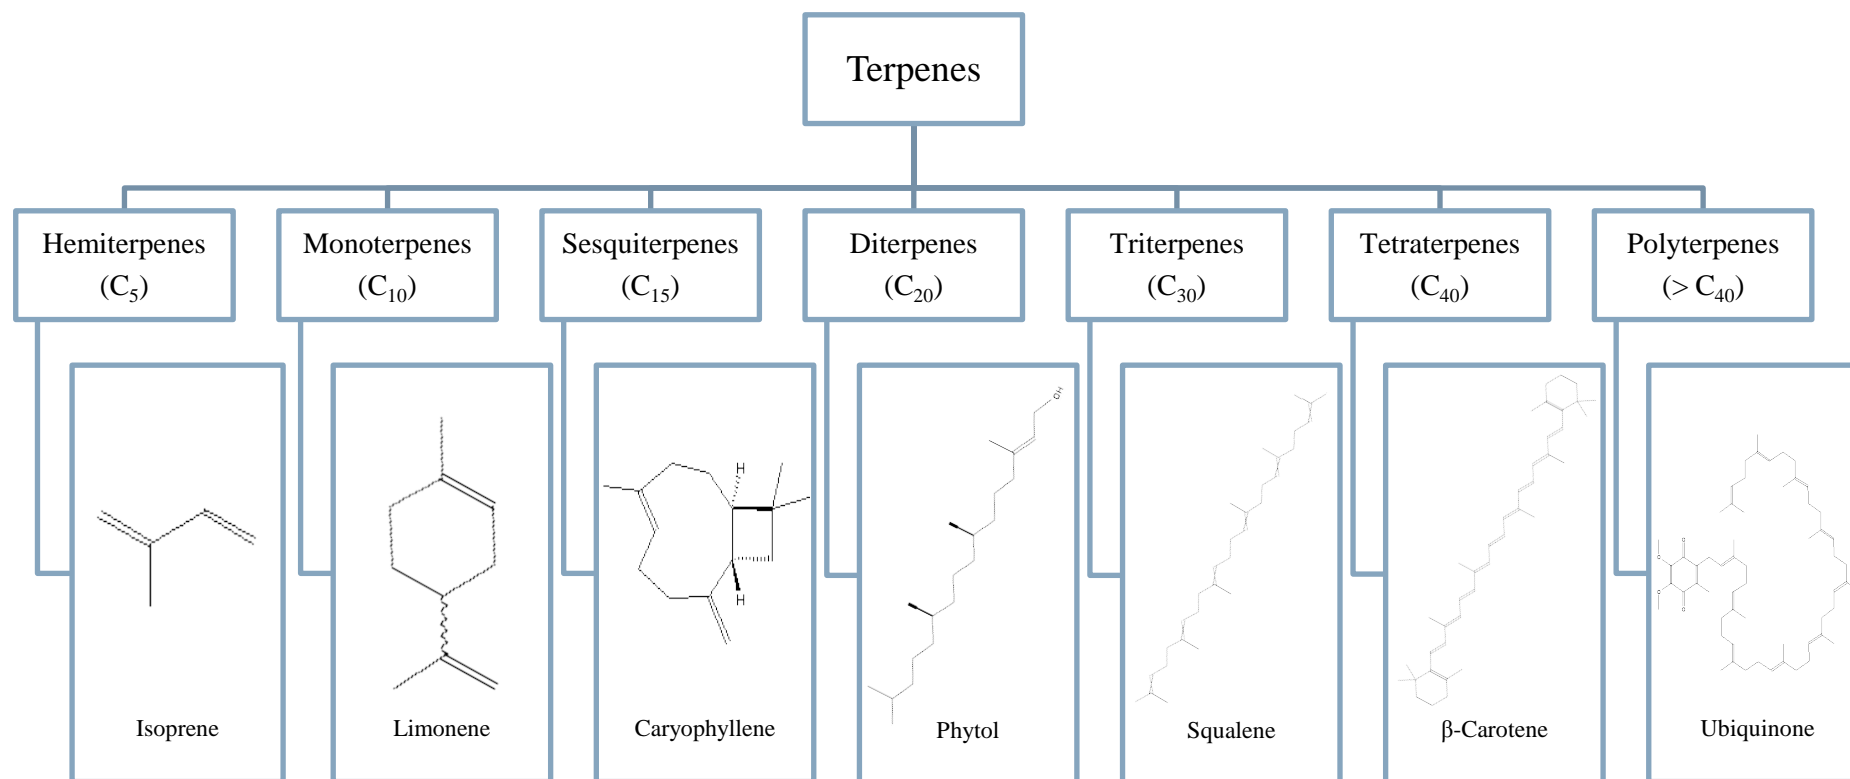 Terpenes
Hemiterpenes
(C₅)
Monoterpenes
(C₁₀)
Sesquiterpenes
(C₁₅)
Diterpenes
(C₂₀)
Triterpenes
(C₃₀)
Tetraterpenes
(C₄₀)
Polyterpenes
(> C₄₀)
H
H
OH
O
O
O
O
Isoprene
Limonene
Caryophyllene
Phytol
Squalene
β-Carotene
Ubiquinone